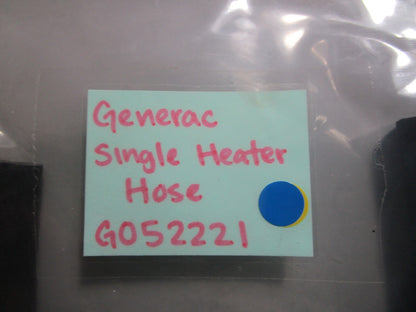 Generac
Single Heater
Hose
G052221